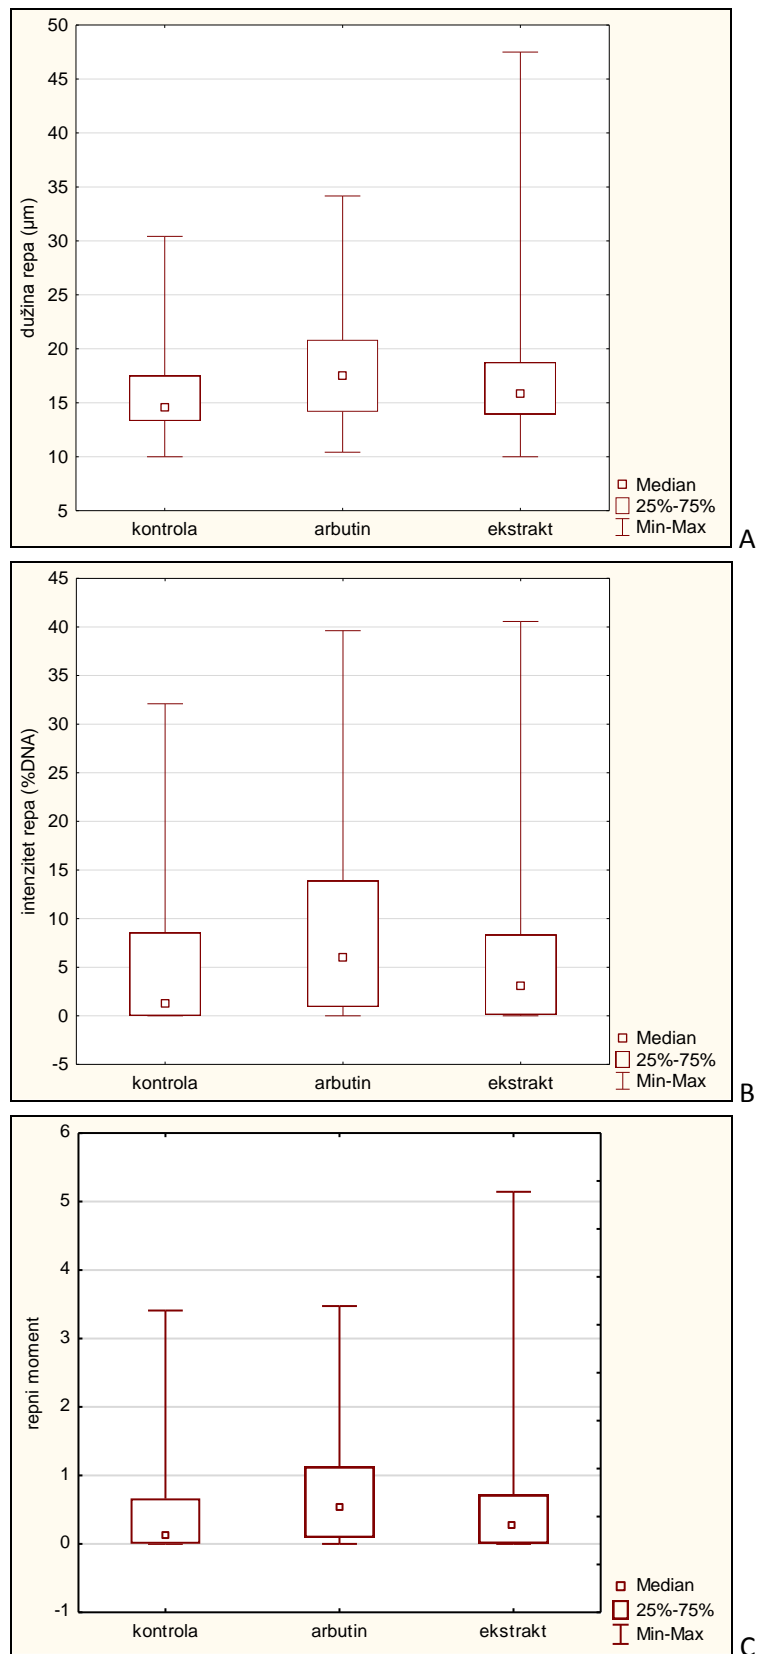 50
45
40
35
30
25
20
15
10
5
dužina repa (µm)
kontrola arbutin ekstrakt
Median
25%-75%
Min-Max
A
45
40
35
30
25
20
15
10
5
0
-5
intenzitet repa (%DNA)
kontrola arbutin ekstrakt
Median
25%-75%
Min-Max
B
6
5
4
3
2
1
0
-1
repni moment
kontrola arbutin ekstrakt
Median
25%-75%
Min-Max
C